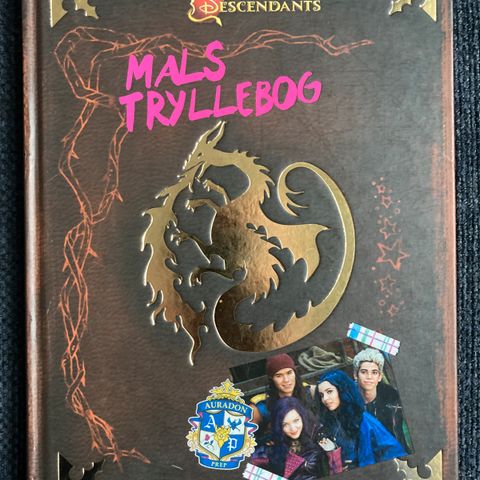 DESCENDANTS
MALS
TRYLLEBOG
AURADON
A P
PREP